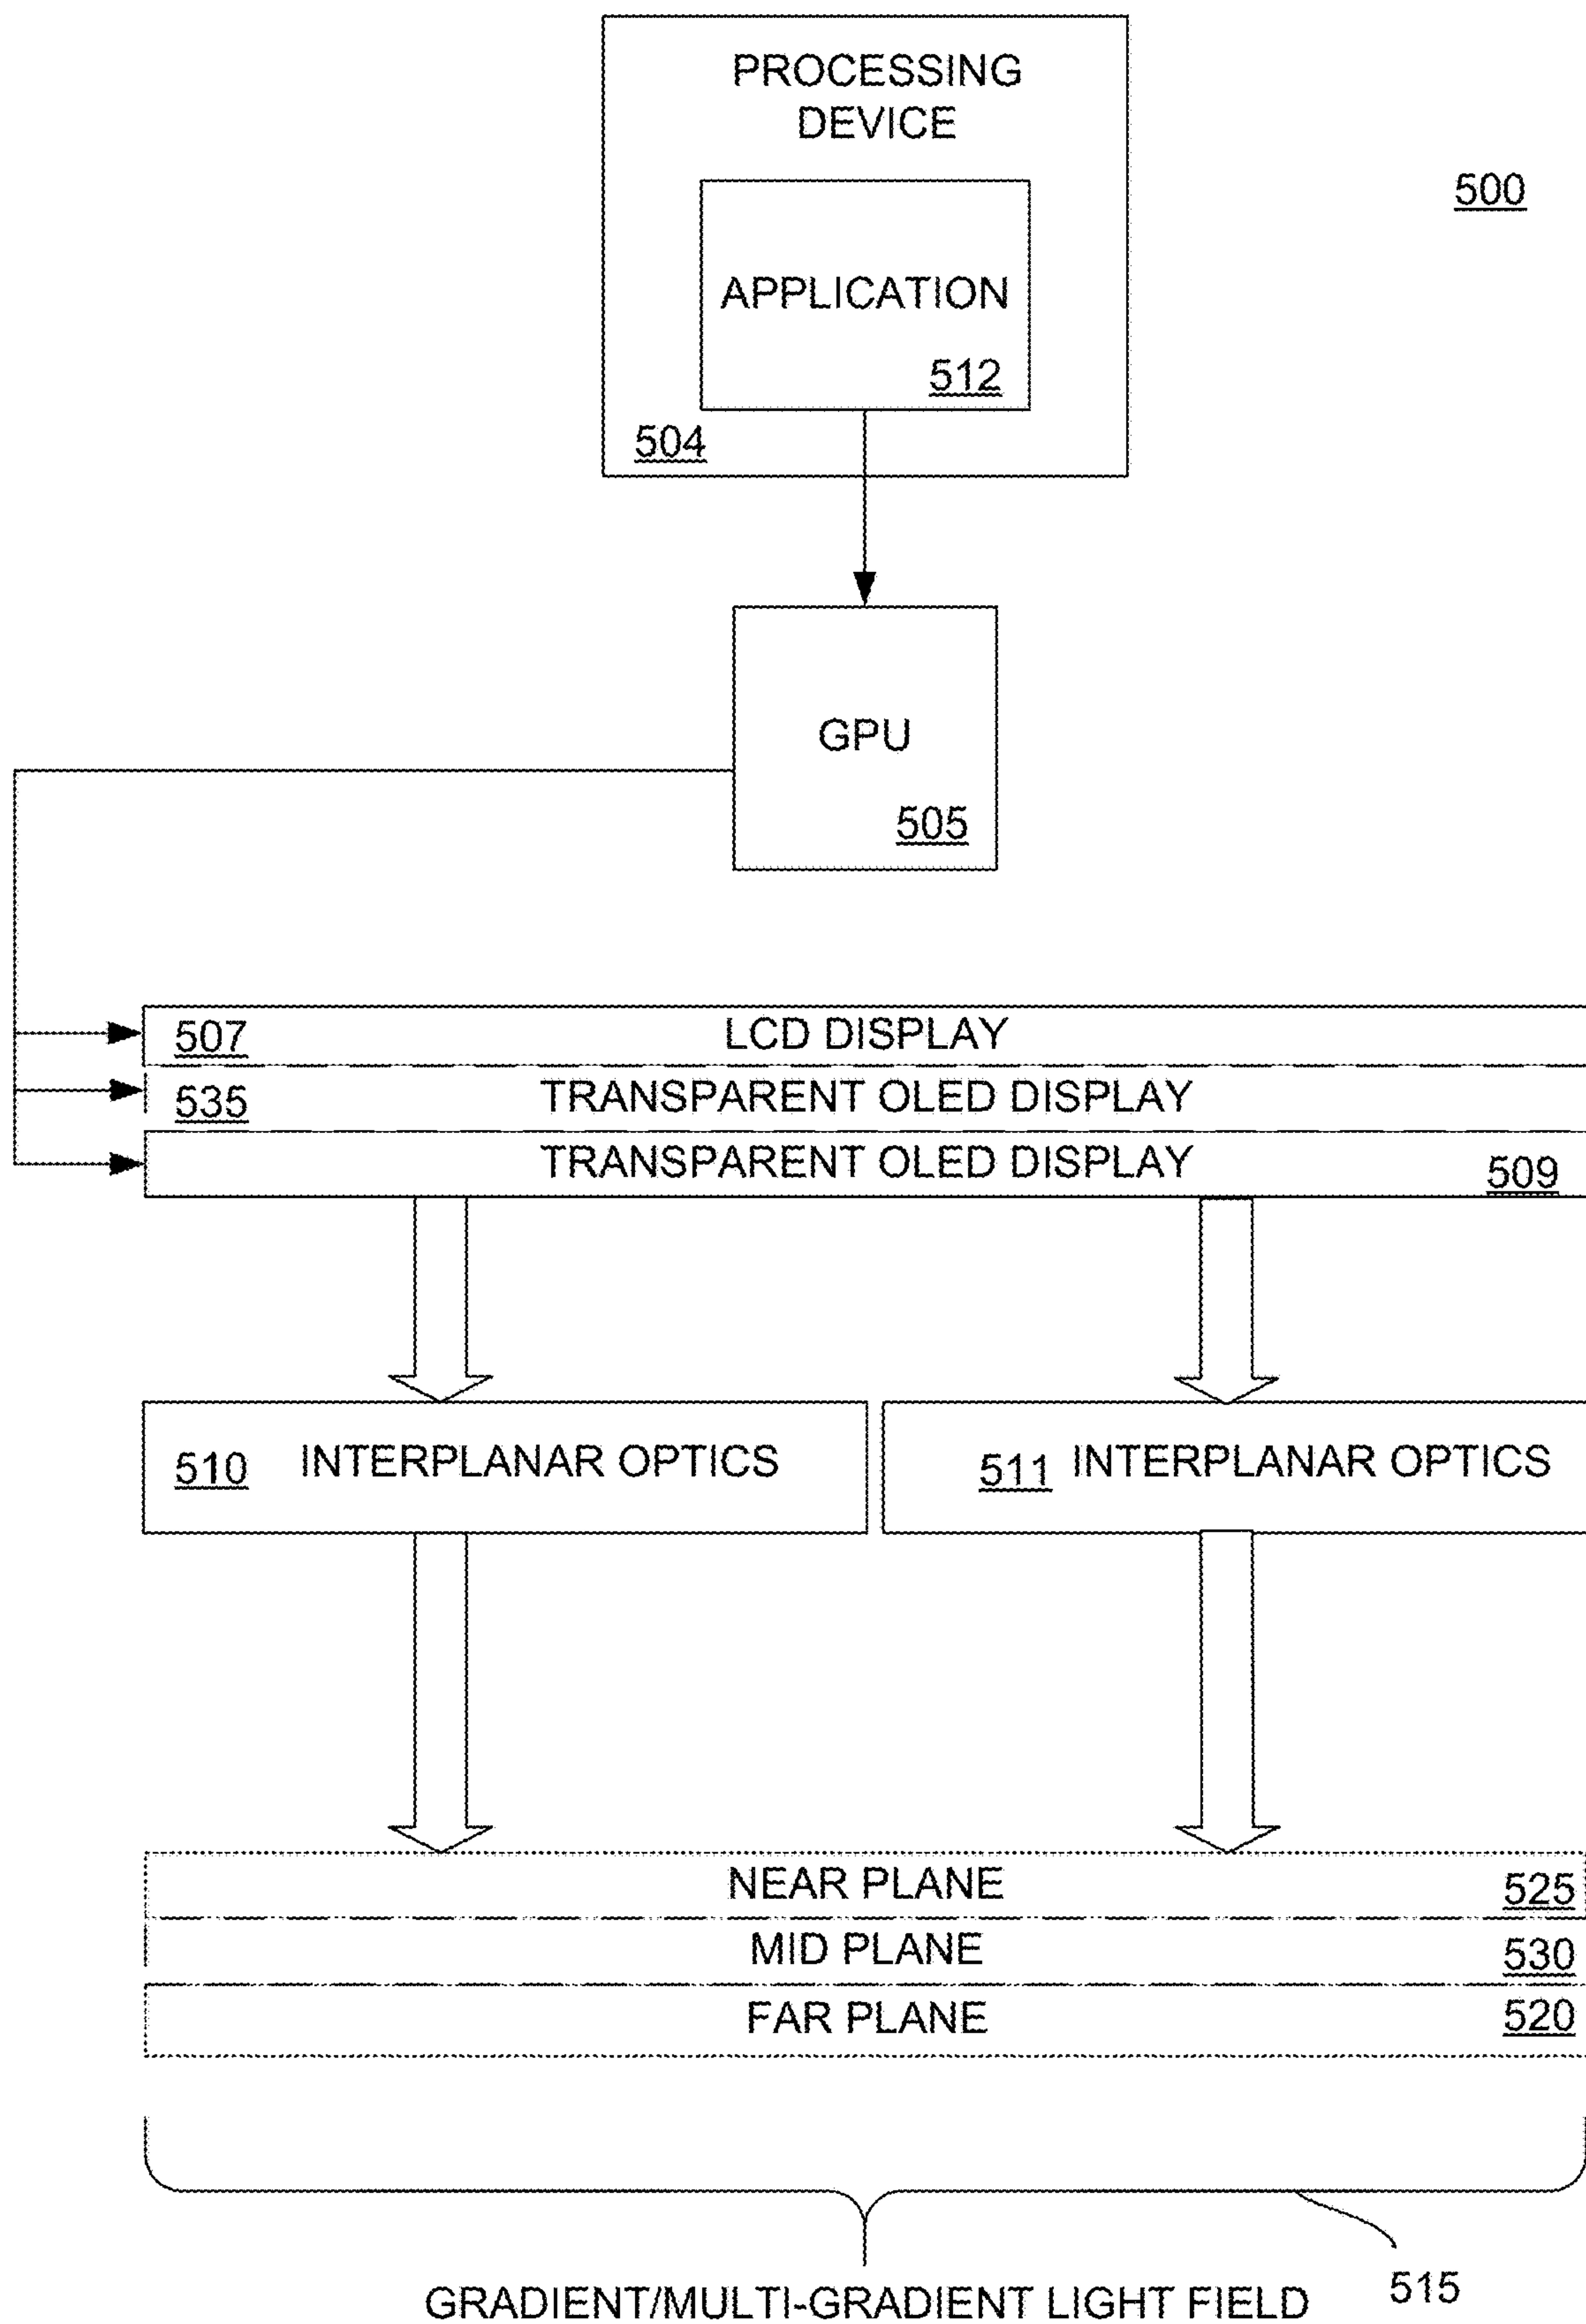 PROCESSING
DEVICE
500
APPLICATION
512
504
GPU
505
507 LCD DISPLAY
535 TRANSPARENT OLED DISPLAY
TRANSPARENT OLED DISPLAY 509
510 INTERPLANAR OPTICS
511 INTERPLANAR OPTICS
NEAR PLANE 525
MID PLANE 530
FAR PLANE 520
515
GRADIENT/MULTI-GRADIENT LIGHT FIELD